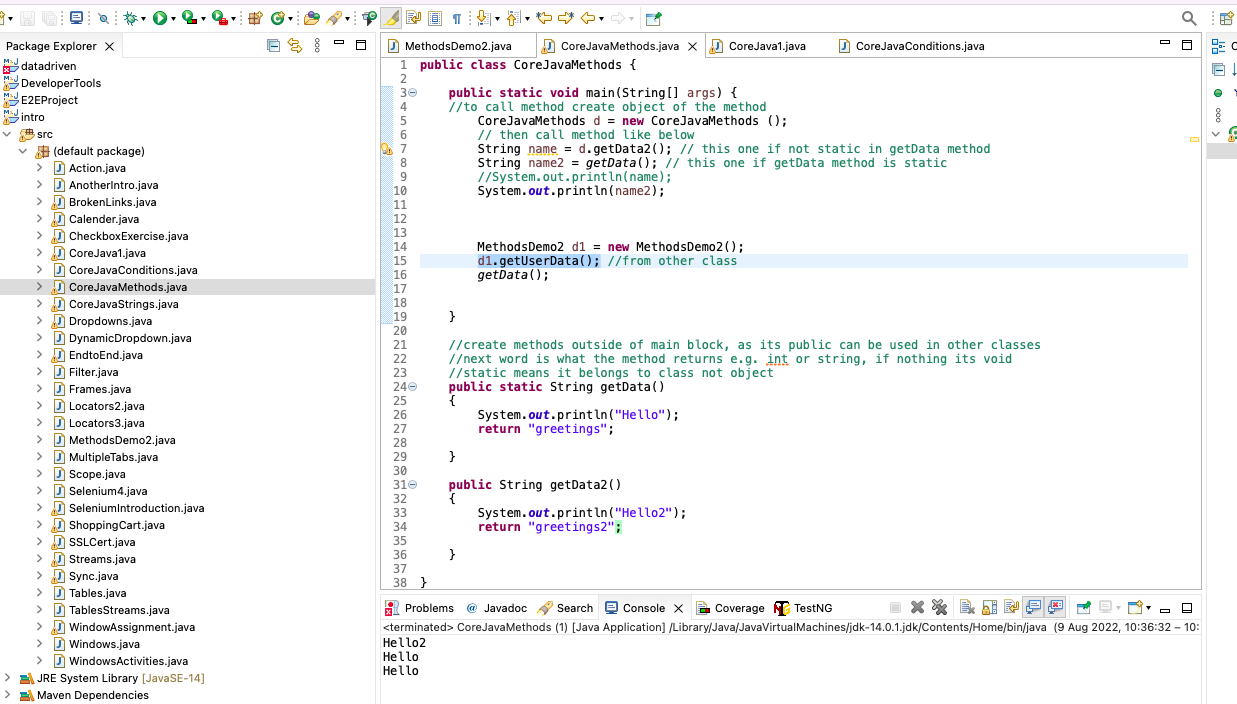 Package Explorer
datadriven
DeveloperTools
E2EProject
intro
src
(default package)
Action.java
AnotherIntro.java
BrokenLinks.java
Calender.java
CheckboxExercise.java
CoreJava1.java
CoreJavaConditions.java
CoreJavaMethods.java
CoreJavaStrings.java
Dropdowns.java
DynamicDropdown.java
EndtoEnd.java
Filter.java
Frames.java
Locators2.java
Locators3.java
MethodsDemo2.java
MultipleTabs.java
Scope.java
Selenium4.java
SeleniumIntroduction.java
ShoppingCart.java
SSLCert.java
Streams.java
Sync.java
Tables.java
TablesStreams.java
WindowAssignment.java
Windows.java
WindowsActivities.java
JRE System Library [JavaSE-14]
Maven Dependencies
MethodsDemo2.java CoreJavaMethods.java CoreJava1.java CoreJavaConditions.java
1 public class CoreJavaMethods {
2
3 public static void main(String[] args) {
4 //to call method create object of the method
5 CoreJavaMethods d = new CoreJavaMethods ();
6 // then call method like below
7 String name = d.getData2(); // this one if not static in getData method
8 String name2 = getData(); // this one if getData method is static
9 //System.out.println(name);
10 System.out.println(name2);
11
12
13
14 MethodsDemo2 d1 = new MethodsDemo2();
15 d1.getUserData(); //from other class
16 getData();
17
18
19 }
20
21 //create methods outside of main block, as its public can be used in other classes
22 //next word is what the method returns e.g. int or string, if nothing its void
23 //static means it belongs to class not object
24 public static String getData()
25 {
26 System.out.println("Hello");
27 return "greetings";
28
29 }
30
31 public String getData2()
32 {
33 System.out.println("Hello2");
34 return "greetings2";
35
36 }
37
38 }
Problems @ Javadoc Search Console Coverage TestNG
<terminated> CoreJavaMethods (1) [Java Application] /Library/Java/JavaVirtualMachines/jdk-14.0.1.jdk/Contents/Home/bin/java (9 Aug 2022, 10:36:32 – 10:
Hello2
Hello
Hello